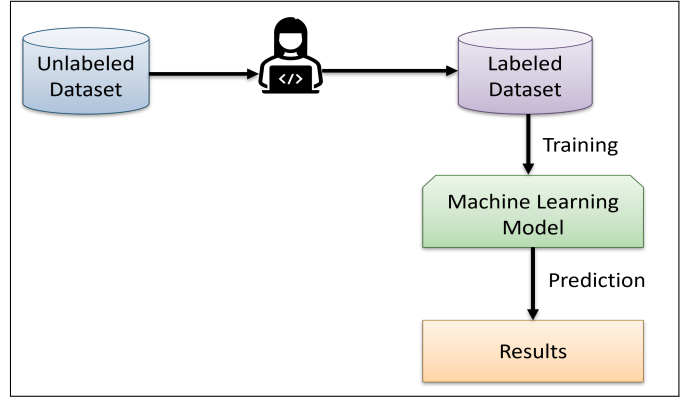 Unlabeled
Dataset
</>
Labeled
Dataset
Training
Machine Learning
Model
Prediction
Results